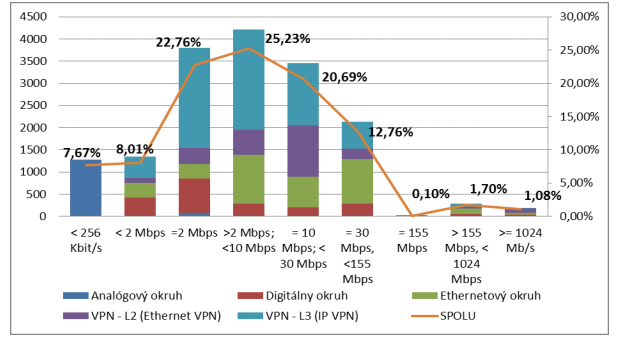 4500
4000
3500
3000
2500
2000
1500
1000
500
0
30,00%
25,00%
20,00%
15,00%
10,00%
5,00%
0,00%
7,67%
8,01%
22,76%
25,23%
20,69%
12,76%
0,10%
1,70%
1,08%
< 256
Kbit/s
< 2 Mbps
=2 Mbps
>2 Mbps;
<10 Mbps
= 10
Mbps; <
30 Mbps
= 30
Mbps,
<155
Mbps
= 155
Mbps
> 155
Mbps, <
1024
Mbps
>= 1024
Mb/s
Analógový okruh
Digitálny okruh
Ethernetový okruh
VPN - L2 (Ethernet VPN)
VPN - L3 (IP VPN)
SPOLU